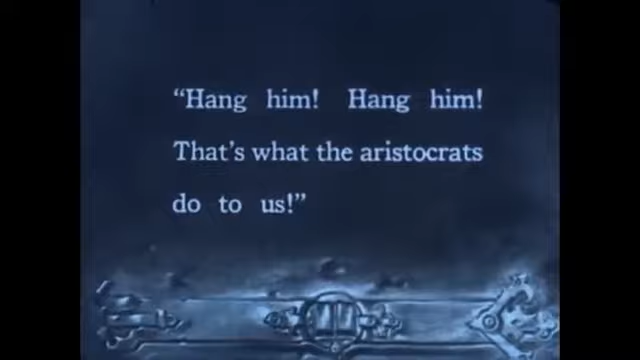 “Hang him! Hang him!
That's what the aristocrats
do to us!”